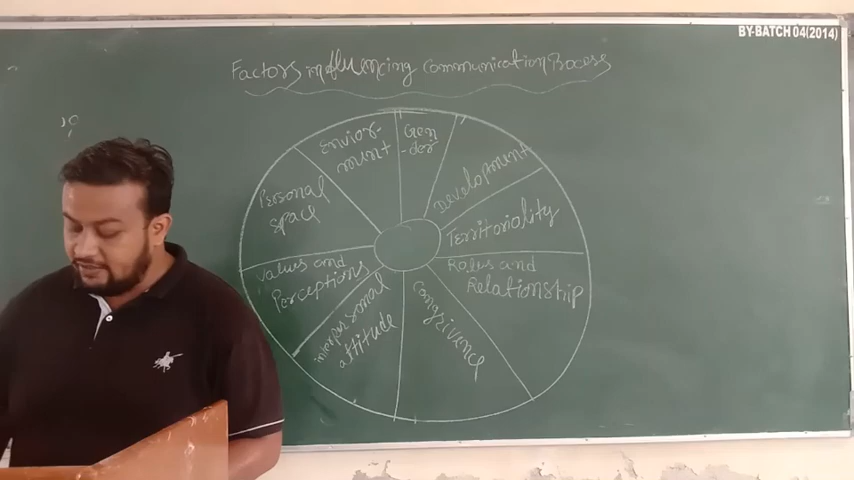 BY-BATCH 04(2014)
Factors influencing communication Process
Envior-
ment
Gen
-der
Development
Territoriality
Roles and
Relationship
Congrivence
interpersonal
attitude
Values and
Perceptions
Personal
space